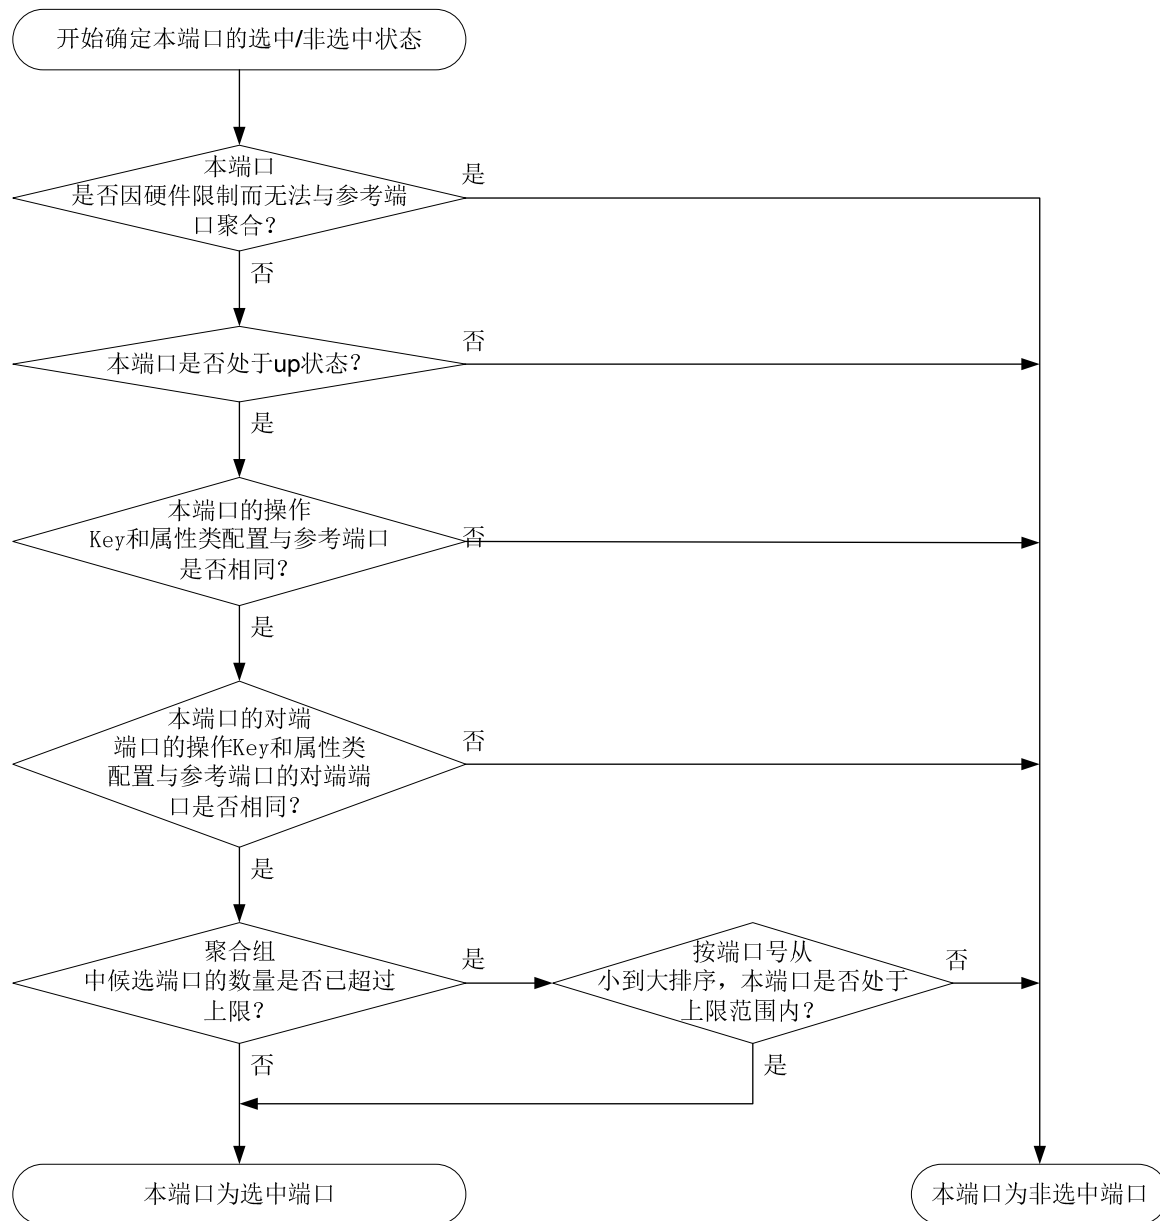 开始确定本端口的选中/非选中状态
本端口
是否因硬件限制而无法与参考端
口聚合？
是
否
本端口是否处于up状态？
否
是
本端口的操作
Key和属性类配置与参考端口
是否相同？
否
是
本端口的对端
端口的操作Key和属性类
配置与参考端口的对端端
口是否相同？
否
是
聚合组
中候选端口的数量是否已超过
上限？
是
按端口号从
小到大排序，本端口是否处于
上限范围内？
否
否
是
本端口为选中端口
本端口为非选中端口